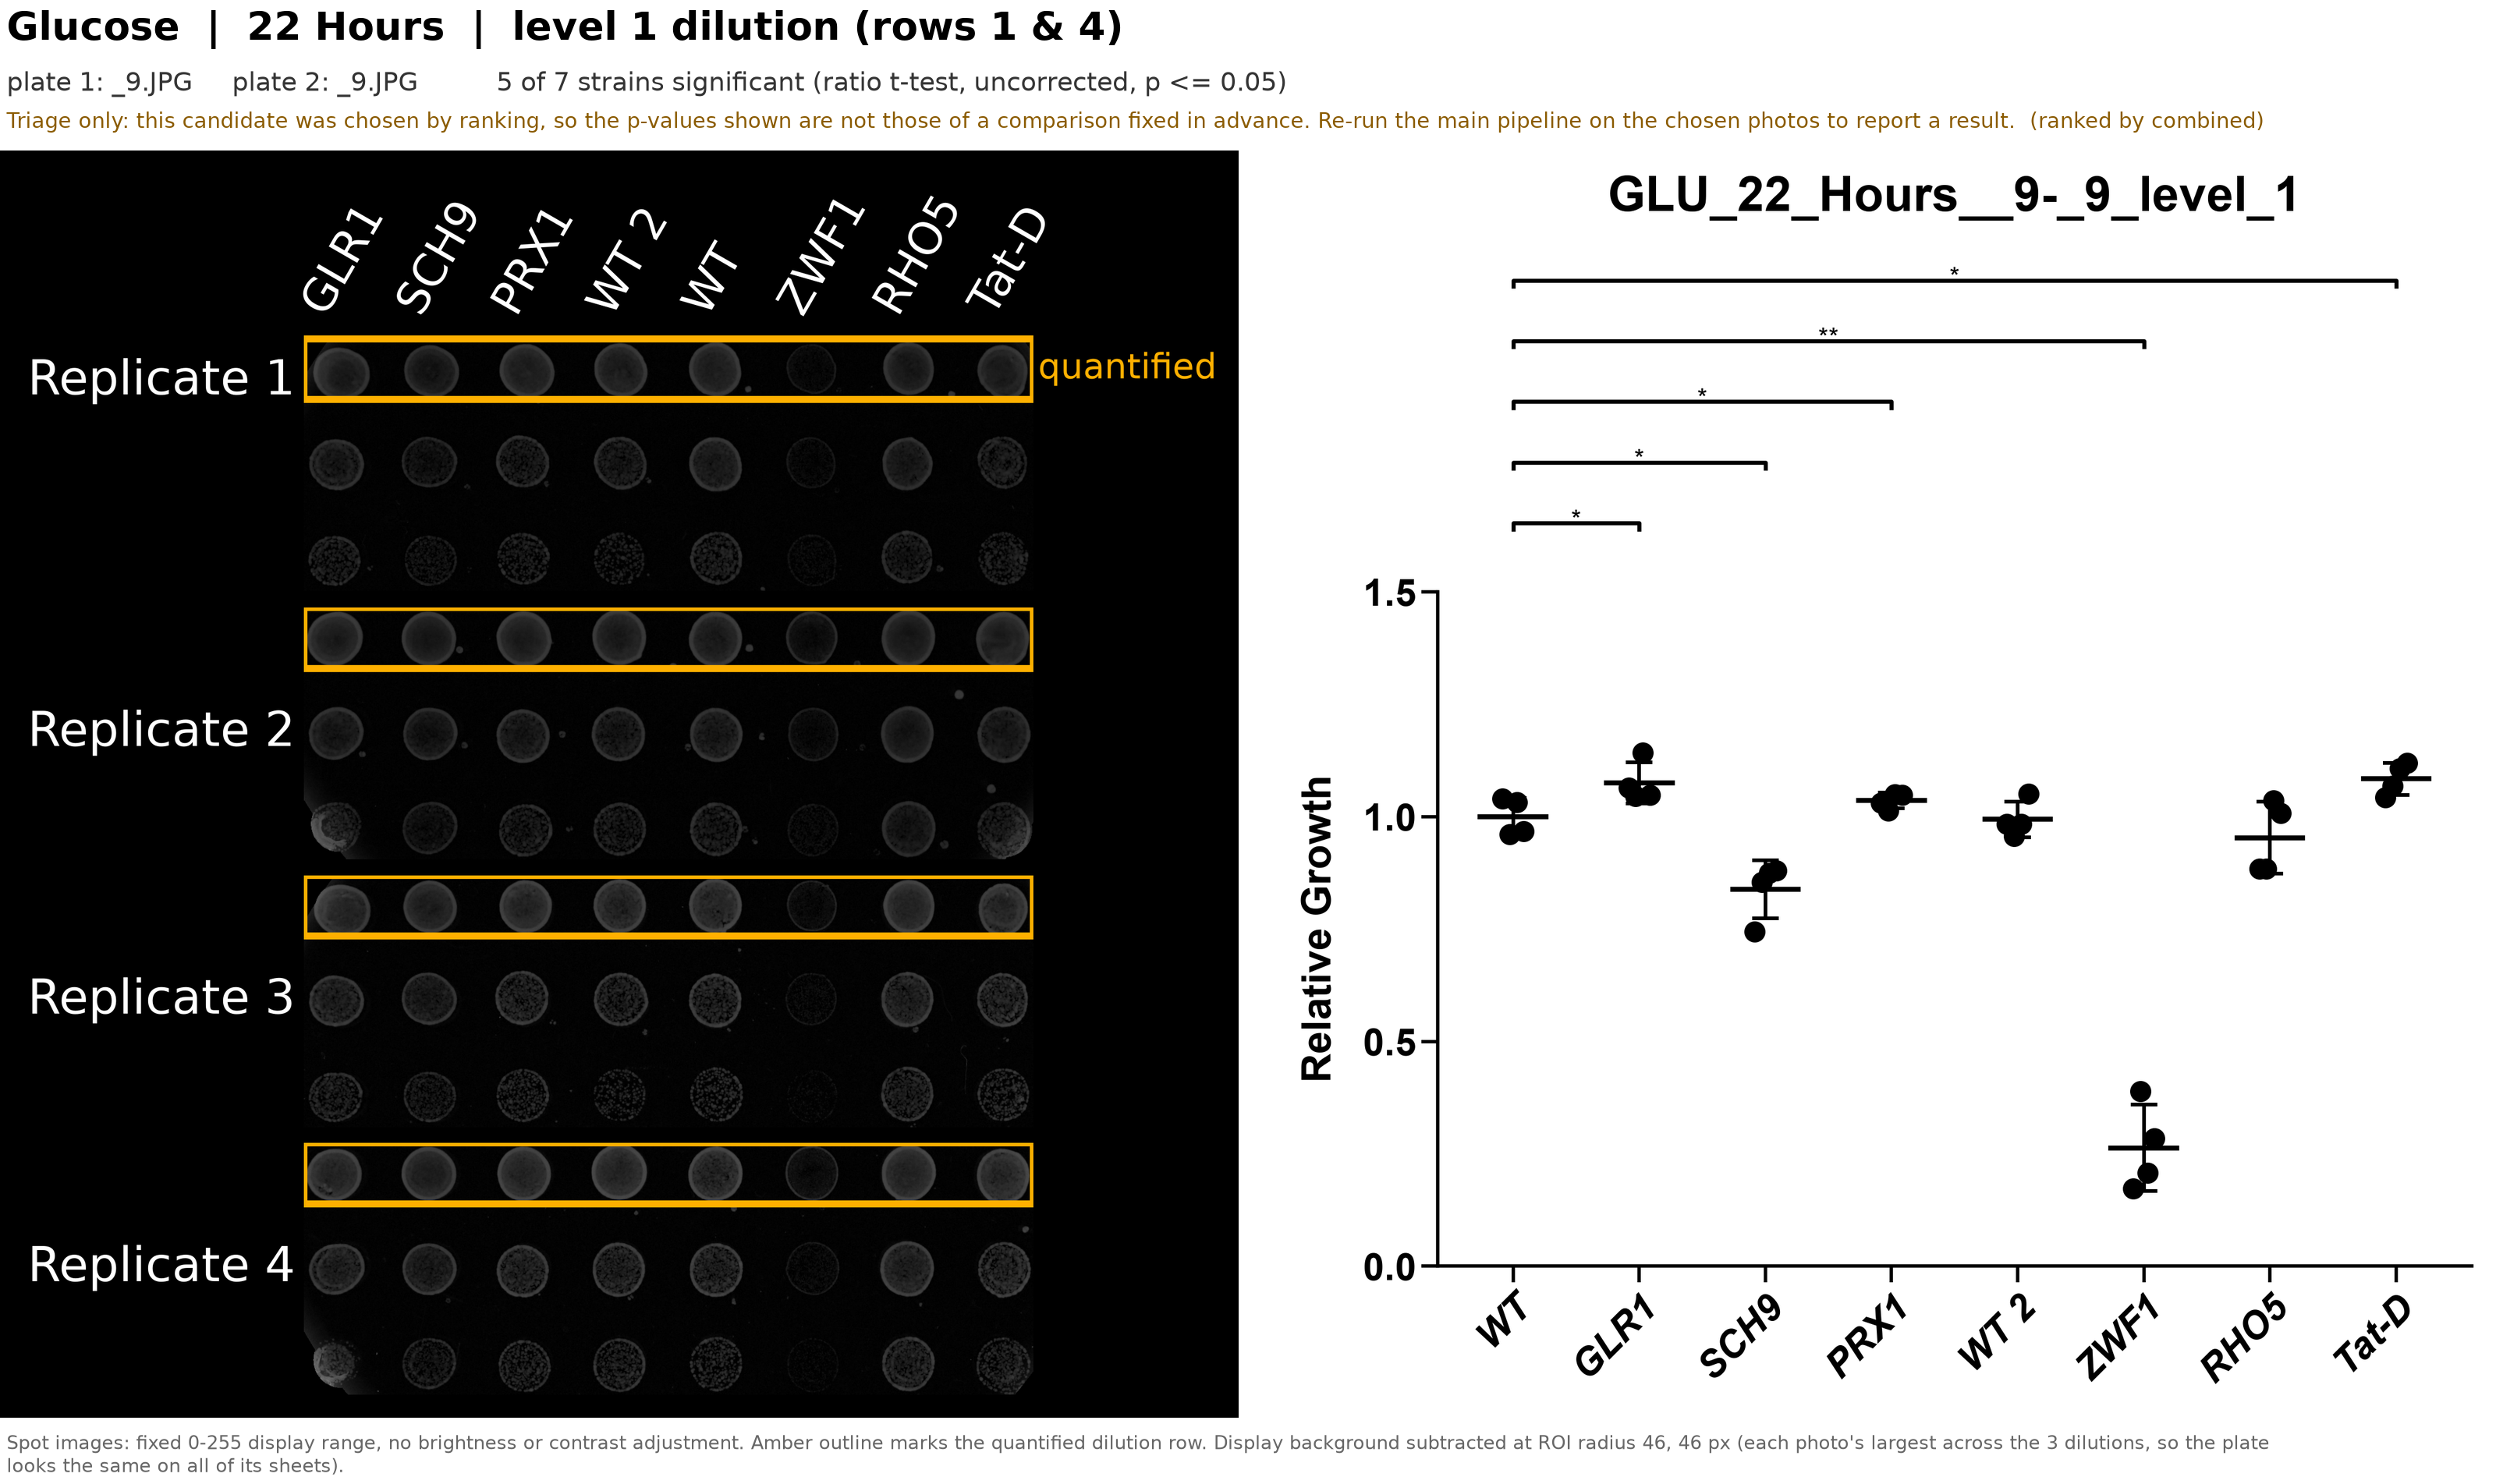 Glucose | 22 Hours | level 1 dilution (rows 1 & 4)
plate 1: _9.JPG plate 2: _9.JPG 5 of 7 strains significant (ratio t-test, uncorrected, p <= 0.05)
Triage only: this candidate was chosen by ranking, so the p-values shown are not those of a comparison fixed in advance. Re-run the main pipeline on the chosen photos to report a result. (ranked by combined)
GLR1 SCH9 PRX1 WT 2 WT ZWF1 RHO5 Tat-D
Replicate 1
quantified
Replicate 2
Replicate 3
Replicate 4
GLU_22_Hours__9-_9_level_1
*
**
*
*
*
Relative Growth
1.5
1.0
0.5
0.0
WT GLR1 SCH9 PRX1 WT 2 ZWF1 RHO5 Tat-D
Spot images: fixed 0-255 display range, no brightness or contrast adjustment. Amber outline marks the quantified dilution row. Display background subtracted at ROI radius 46, 46 px (each photo's largest across the 3 dilutions, so the plate
looks the same on all of its sheets).